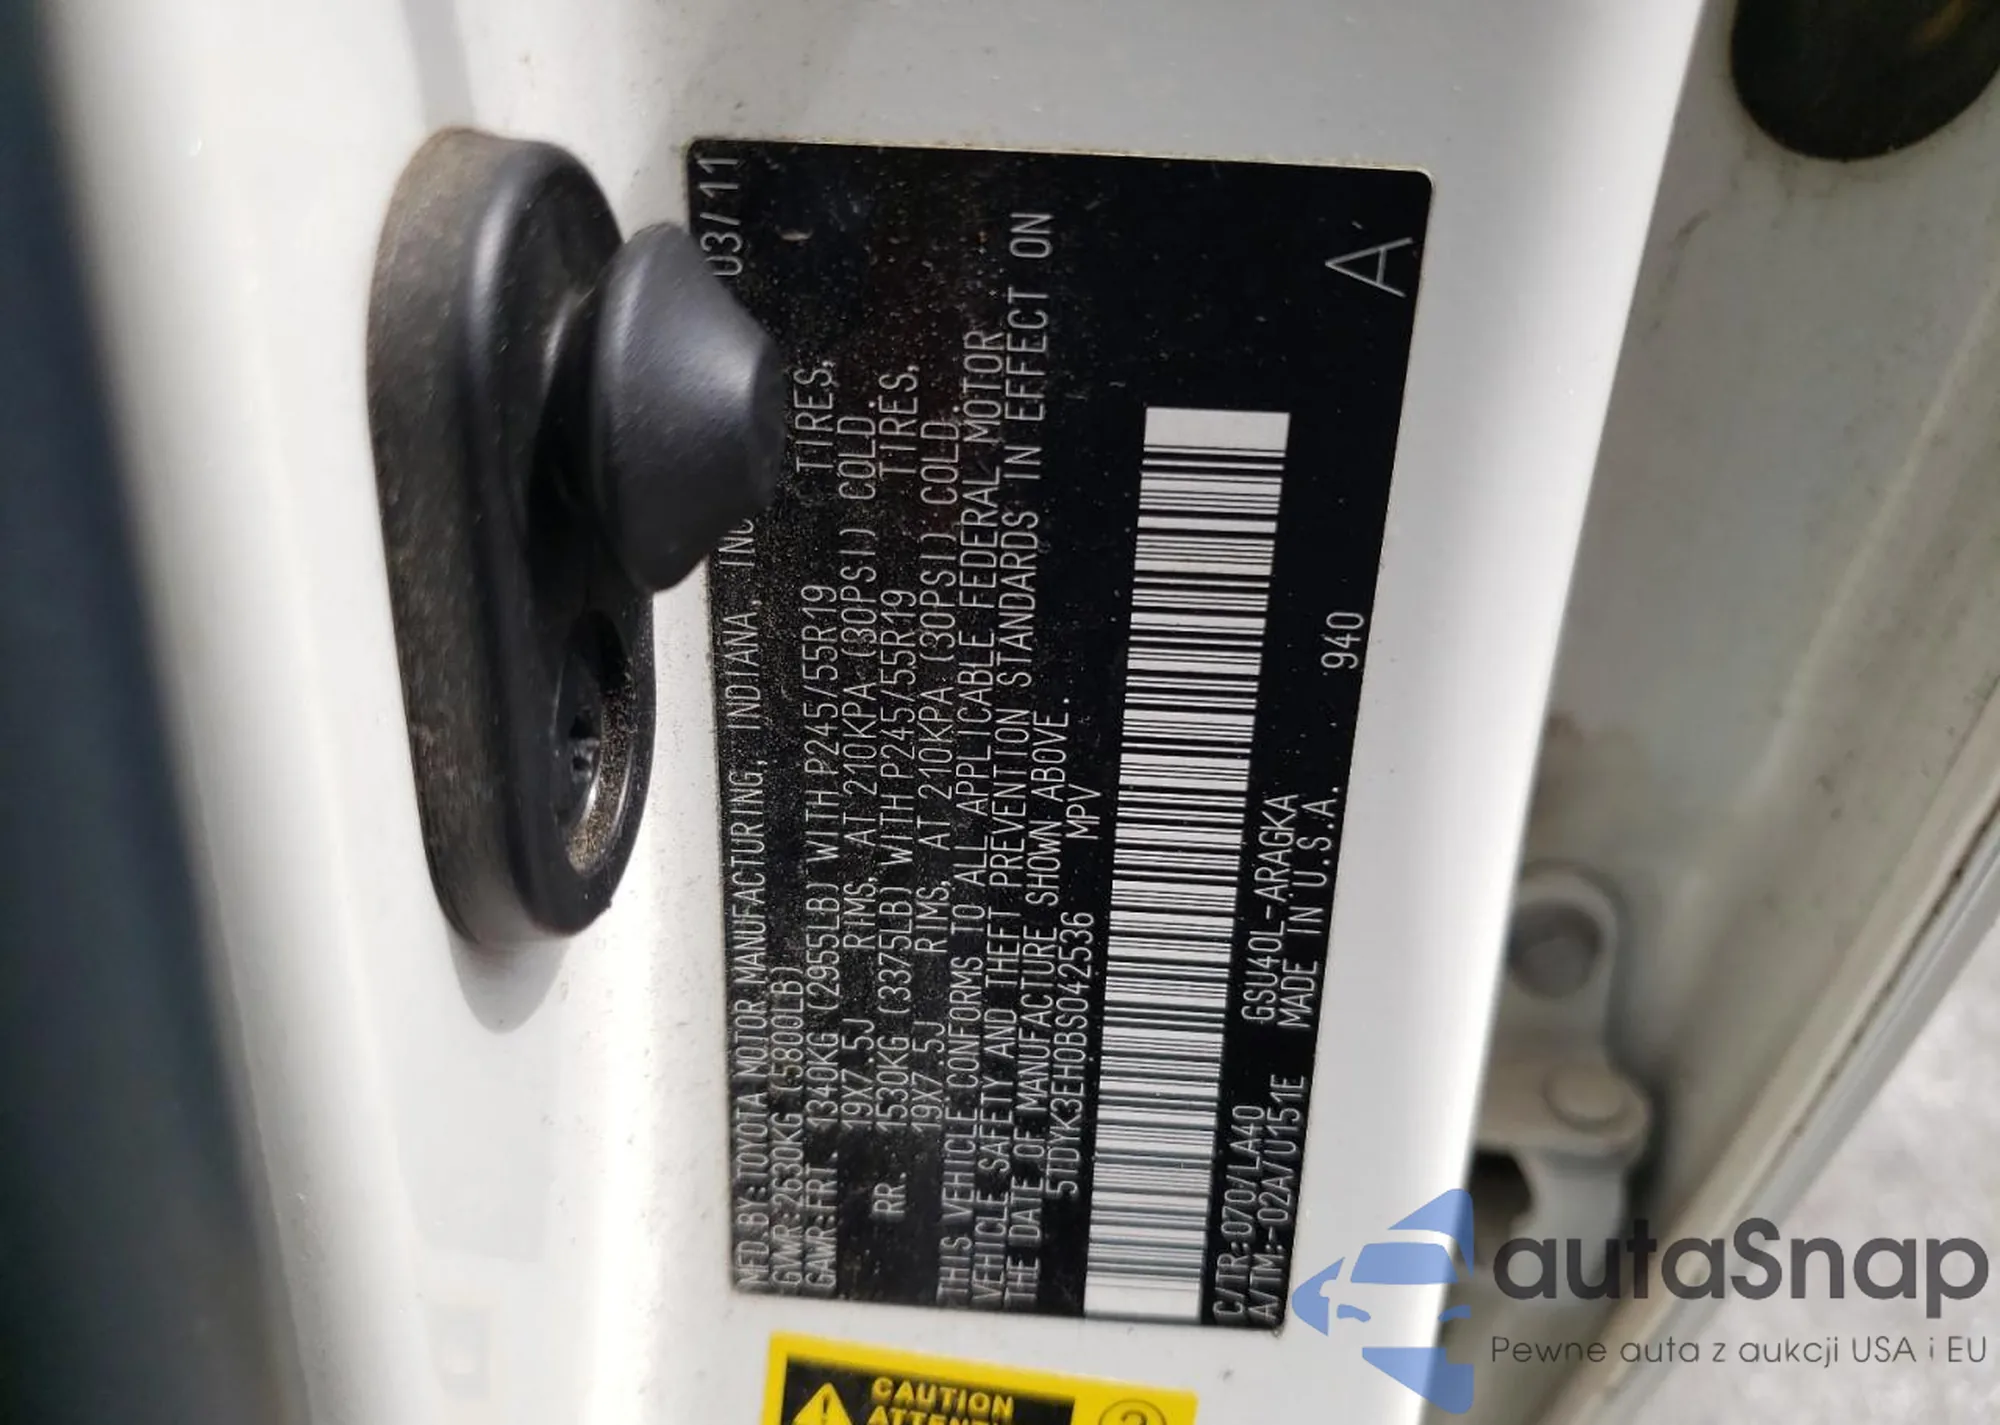 MFD.BY:TOYOTA MOTOR MANUFACTURING, INDIANA, INC 03/11
GVWR:2630KG (5800LB)
GAWR:FRT. 1340KG (2955LB) WITH P245/55R19 TIRES,
19X7.5J RIMS, AT 210KPA (30PSI) COLD.
RR. 1530KG (3375LB) WITH P245/55R19 TIRES,
19X7.5J RIMS, AT 210KPA (30PSI) COLD.
THIS VEHICLE CONFORMS TO ALL APPLICABLE FEDERAL MOTOR
VEHICLE SAFETY AND THEFT PREVENTION STANDARDS IN EFFECT ON
THE DATE OF MANUFACTURE SHOWN ABOVE.
5TDYK3EH0BS042536 MPV
C/TR:070/LA40 GSU40L-ARAGKA
A/TM:-02A/U151E MADE IN U.S.A. 940
A
CAUTION
autaSnap
Pewne auta z aukcji USA i EU